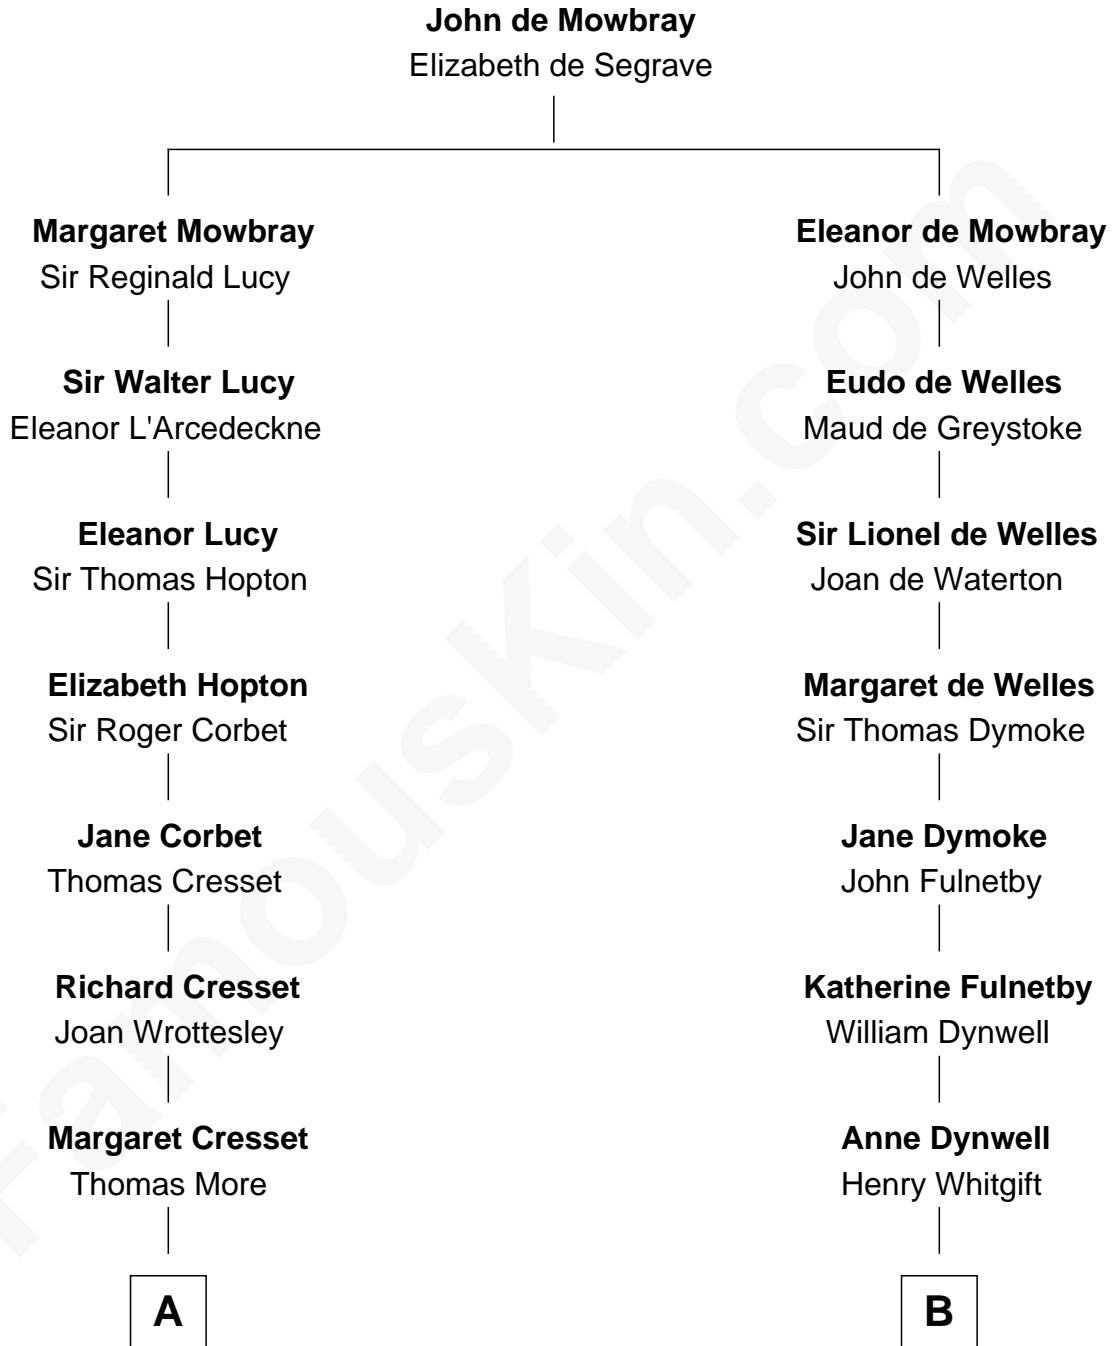 John de Mowbray
Elizabeth de Segrave
Margaret Mowbray
Sir Reginald Lucy
Eleanor de Mowbray
John de Welles
Sir Walter Lucy
Eleanor L'Arcedeckne
Eudo de Welles
Maud de Greystoke
Eleanor Lucy
Sir Thomas Hopton
Sir Lionel de Welles
Joan de Waterton
Elizabeth Hopton
Sir Roger Corbet
Margaret de Welles
Sir Thomas Dymoke
Jane Corbet
Thomas Cresset
Jane Dymoke
John Fulnetby
Richard Cresset
Joan Wrottesley
Katherine Fulnetby
William Dynwell
Margaret Cresset
Thomas More
Anne Dynwell
Henry Whitgift
A
B
FamousKin.com